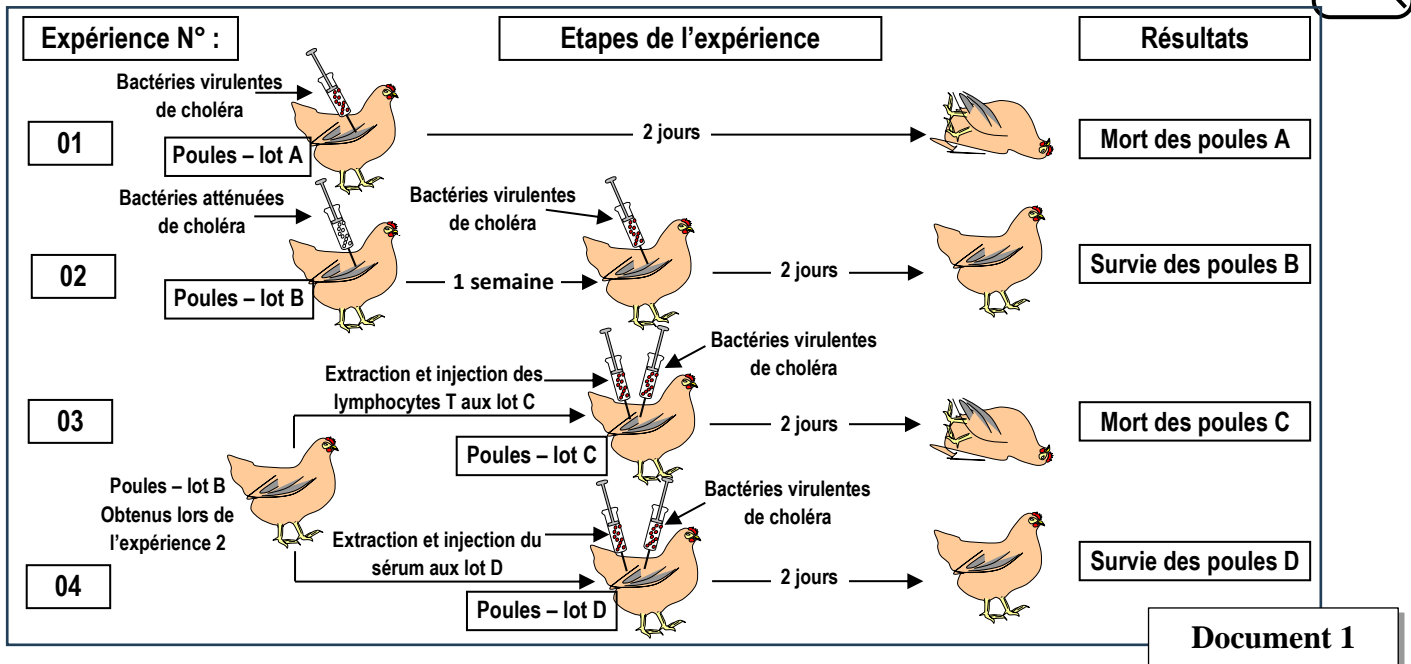 Expérience N° :
Etapes de l'expérience
Résultats
Bactéries virulentes
de choléra
01
Poules – lot A
2 jours
Mort des poules A
Bactéries atténuées
de choléra
Bactéries virulentes
de choléra
02
Poules – lot B
1 semaine
2 jours
Survie des poules B
Extraction et injection des
lymphocytes T aux lot C
Bactéries virulentes
de choléra
03
Poules – lot C
2 jours
Mort des poules C
Poules – lot B
Obtenus lors de
l'expérience 2
Extraction et injection du
sérum aux lot D
Bactéries virulentes
de choléra
04
Poules – lot D
2 jours
Survie des poules D
Document 1